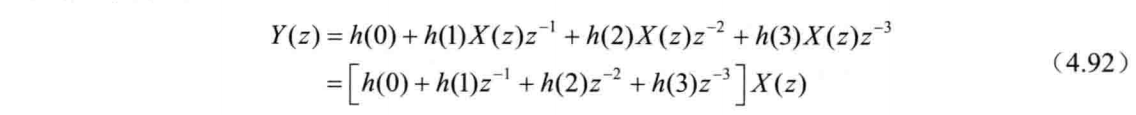 Y(z) = h(0) + h(1)X(z)z⁻¹ + h(2)X(z)z⁻² + h(3)X(z)z⁻³
= [h(0) + h(1)z⁻¹ + h(2)z⁻² + h(3)z⁻³] X(z)
（4.92）